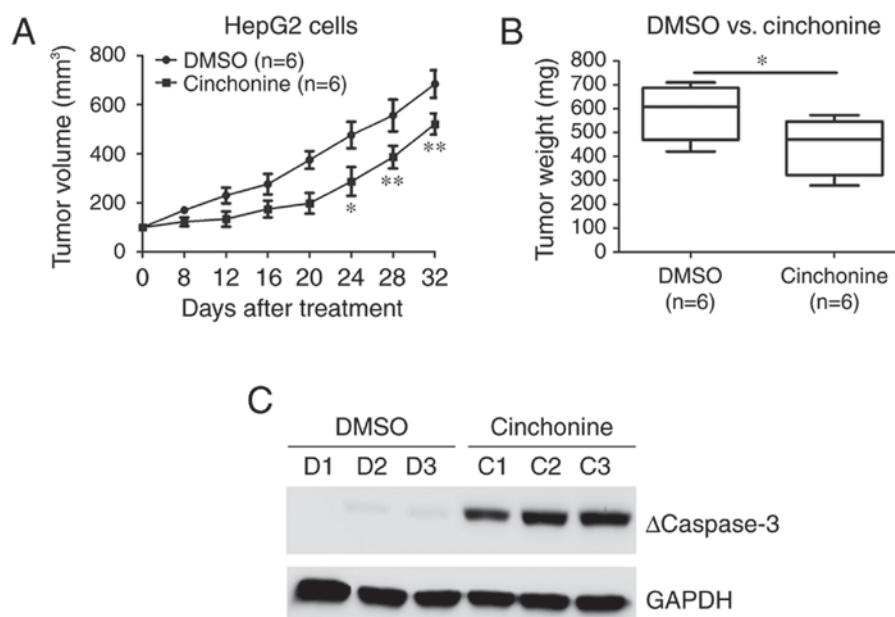 A
HepG2 cells
Tumor volume (mm³)
800
600
400
200
0
DMSO (n=6)
Cinchonine (n=6)
*
**
**
0 8 12 16 20 24 28 32
Days after treatment
B
DMSO vs. cinchonine
Tumor weight (mg)
800
700
600
500
400
300
200
100
0
*
DMSO
(n=6)
Cinchonine
(n=6)
C
DMSO Cinchonine
D1 D2 D3 C1 C2 C3
ΔCaspase-3
GAPDH